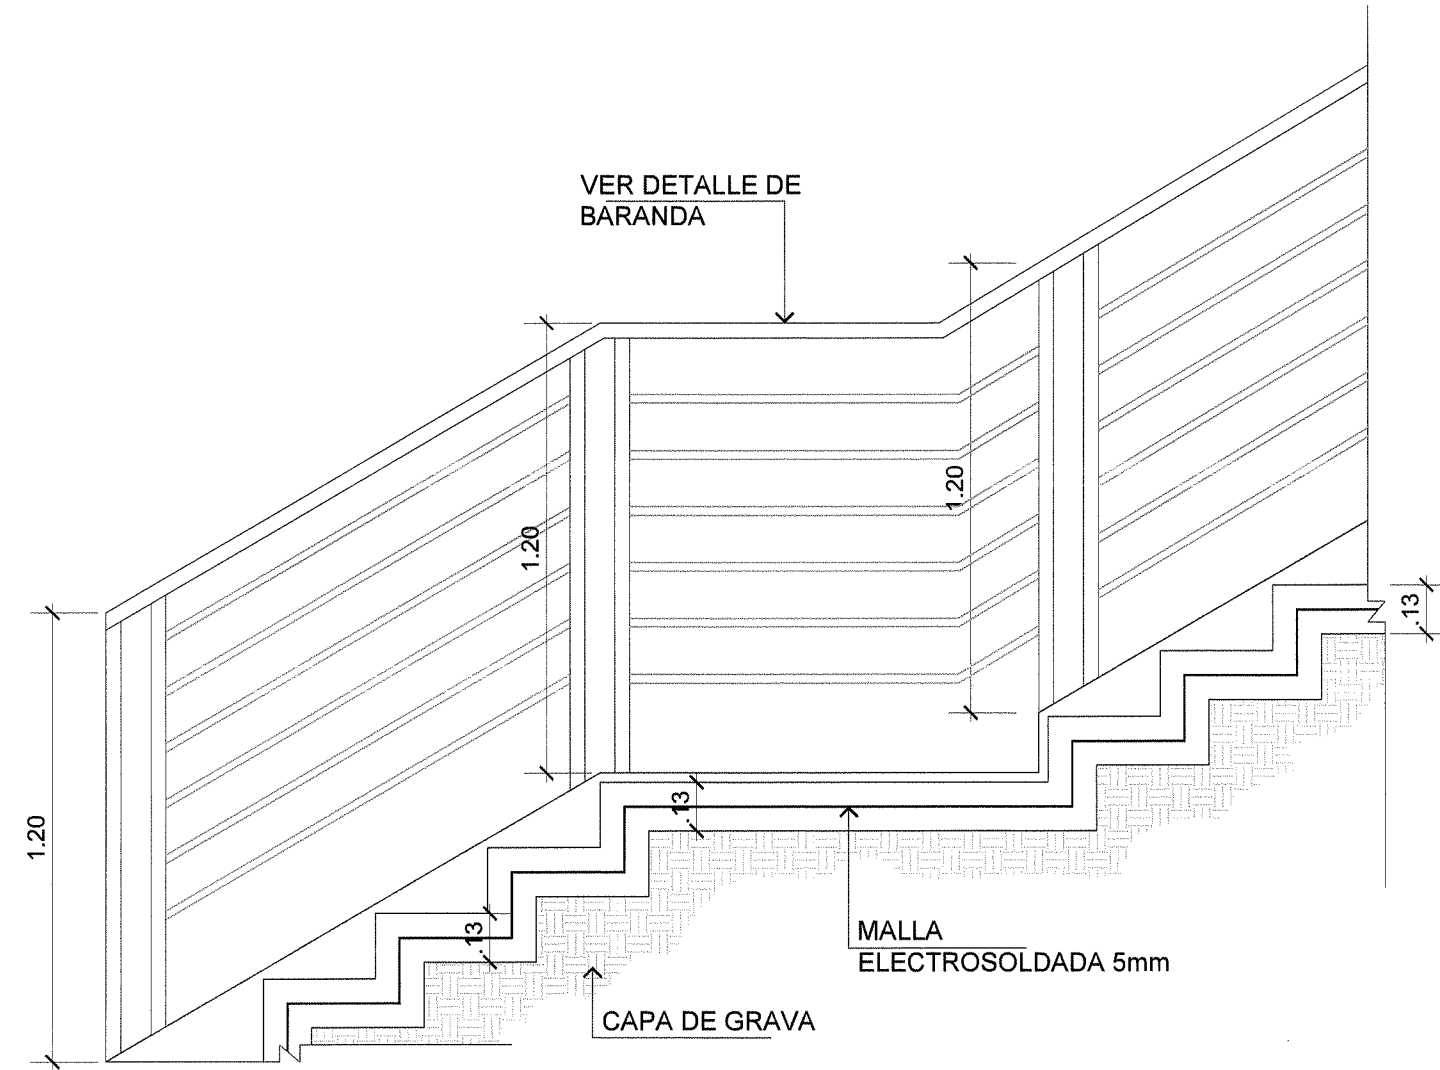 VER DETALLE DE
BARANDA
1.20
1.20
.13
1.20
.13
.13
MALLA
ELECTROSOLDADA 5mm
CAPA DE GRAVA